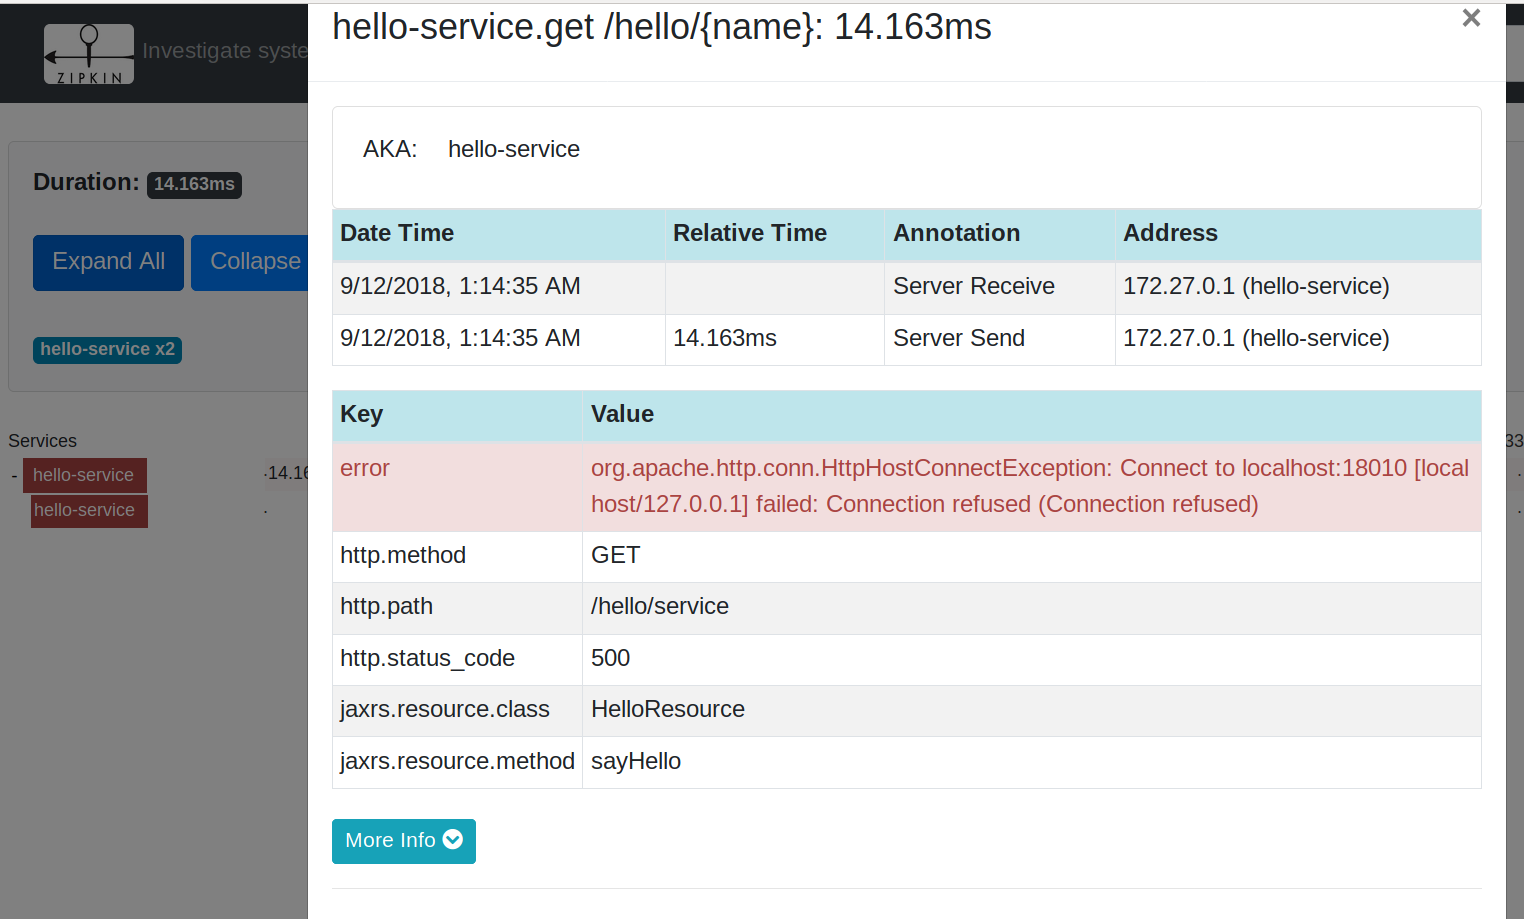 hello-service.get /hello/{name}: 14.163ms
×
ZIPKIN
Investigate syste
AKA: hello-service
Duration: 14.163ms
Expand All Collapse
hello-service x2
Date Time Relative Time Annotation Address
9/12/2018, 1:14:35 AM Server Receive 172.27.0.1 (hello-service)
9/12/2018, 1:14:35 AM 14.163ms Server Send 172.27.0.1 (hello-service)
Key Value
error org.apache.http.conn.HttpHostConnectException: Connect to localhost:18010 [local
host/127.0.0.1] failed: Connection refused (Connection refused)
http.method GET
http.path /hello/service
http.status_code 500
jaxrs.resource.class HelloResource
jaxrs.resource.method sayHello
More Info
Services
33
- hello-service ·14.16
hello-service ·